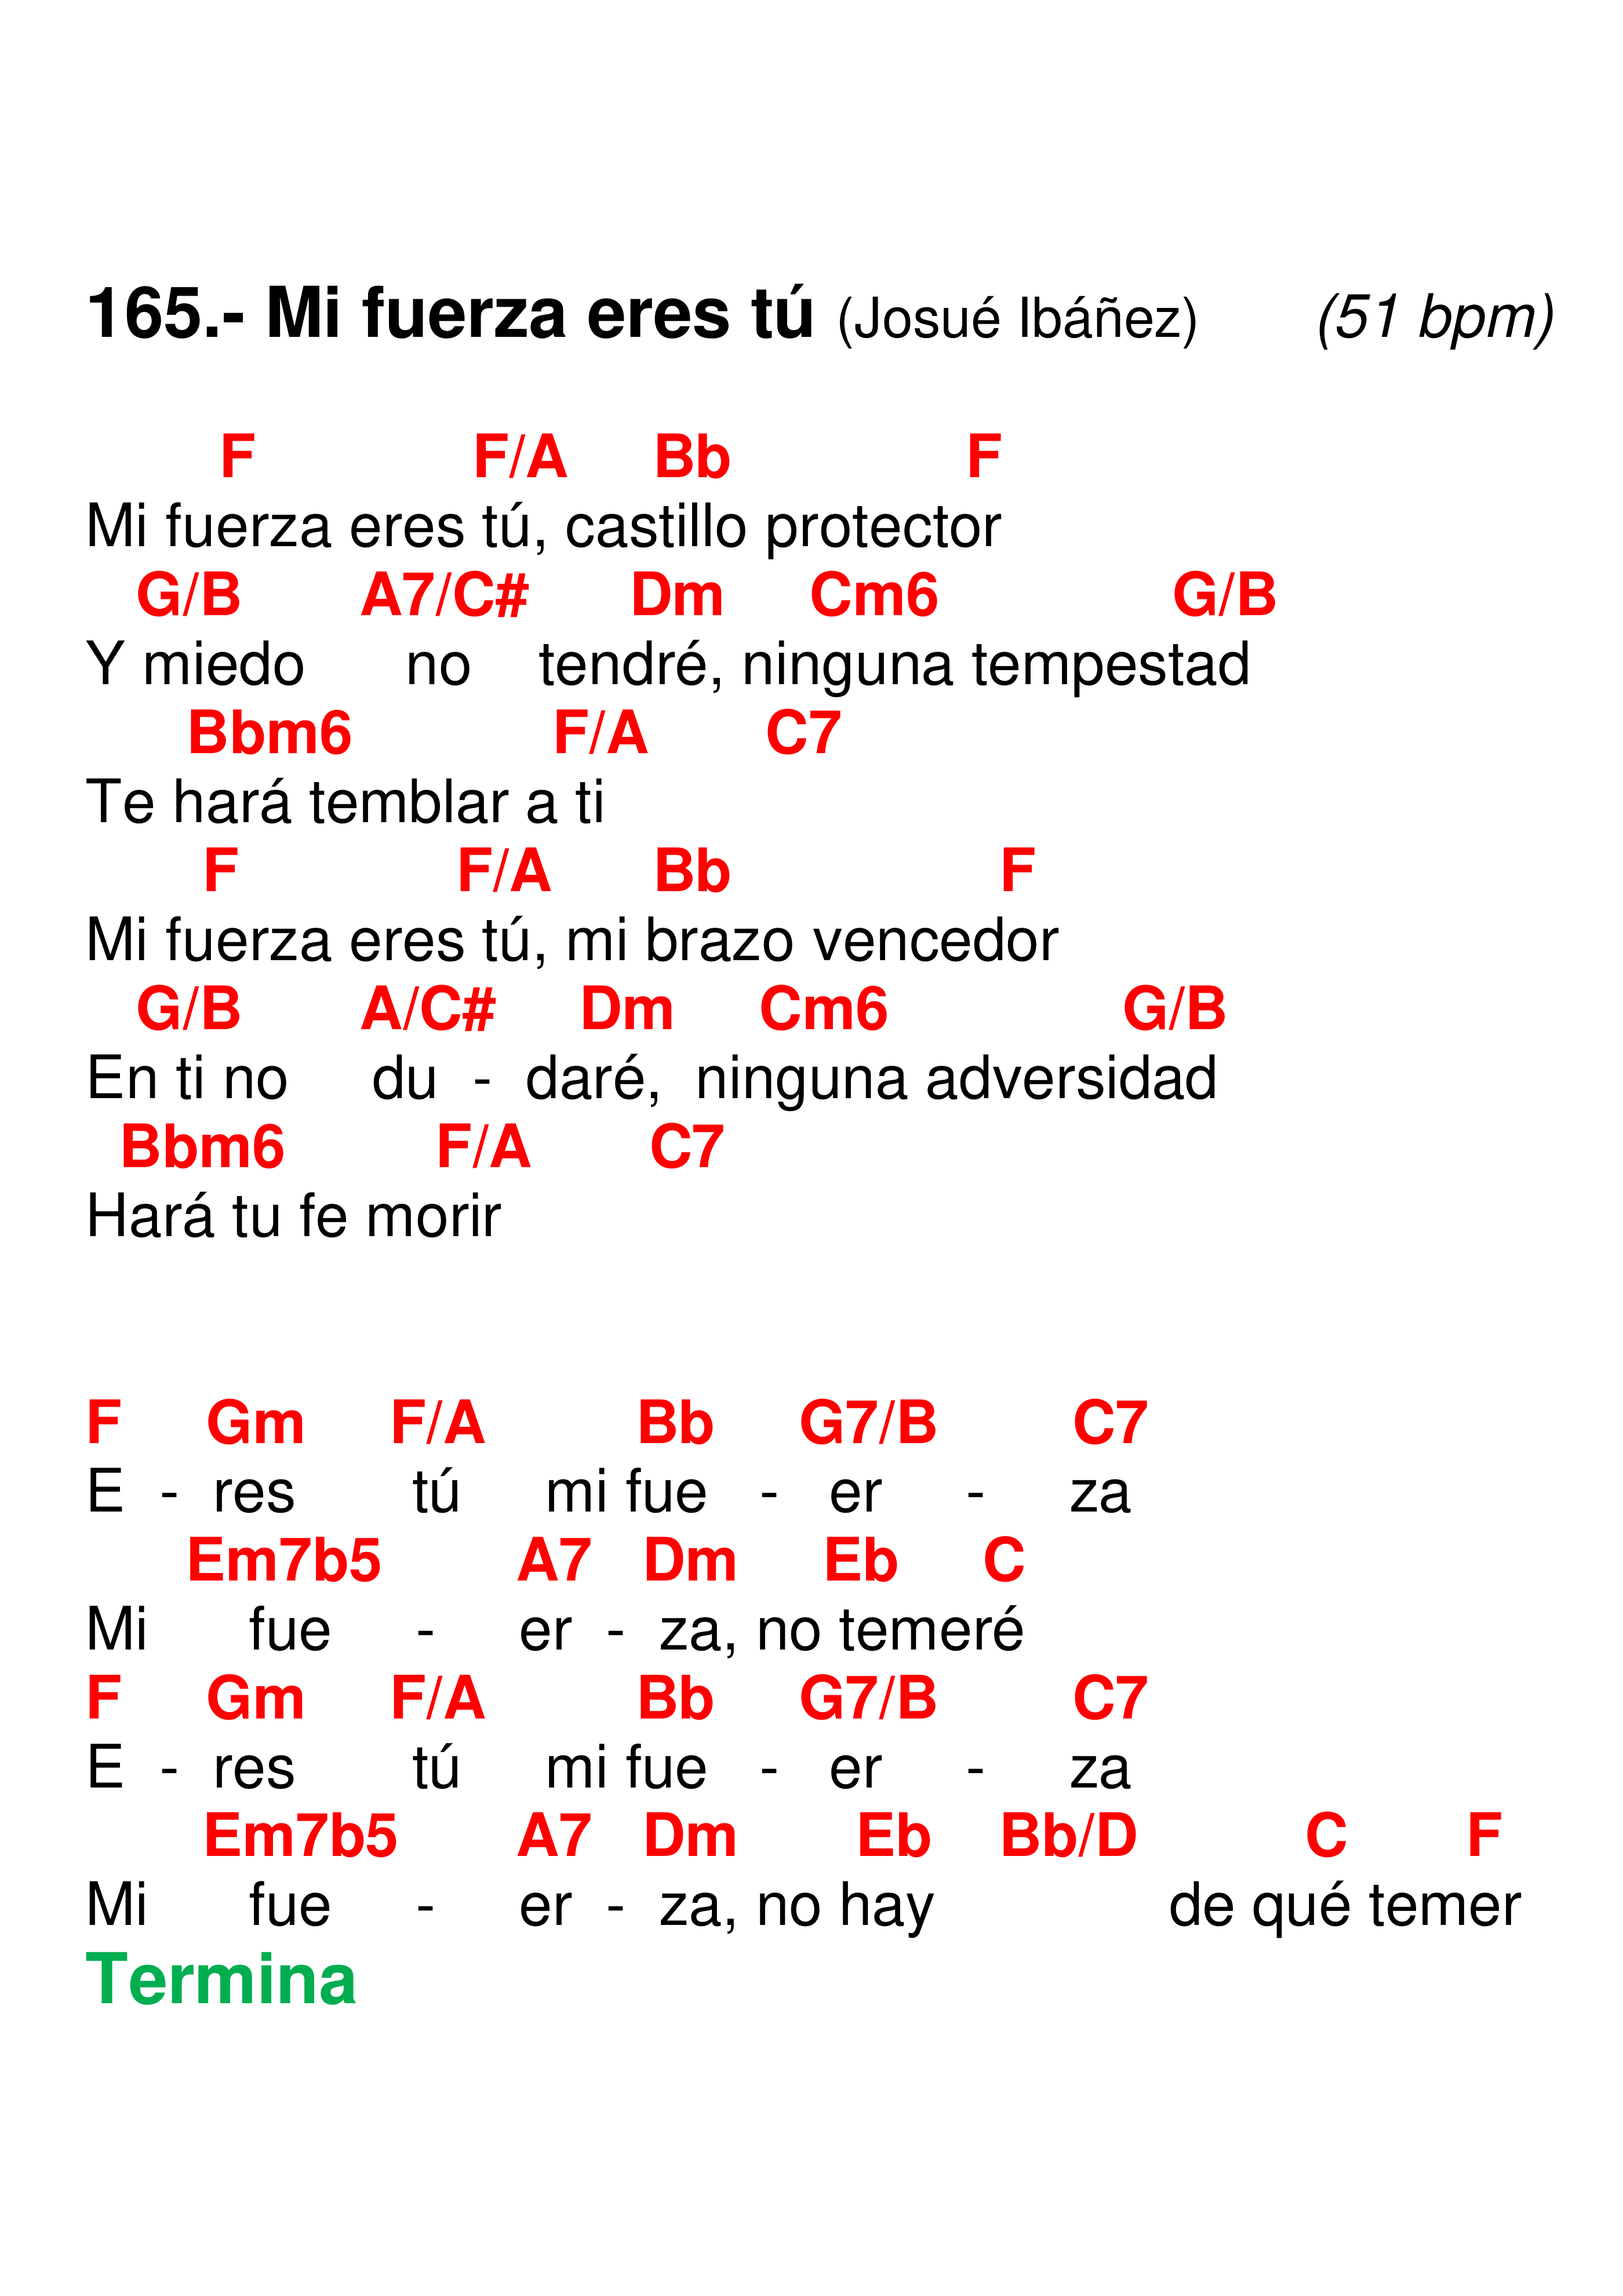 165.- Mi fuerza eres tú (Josué Ibáñez) (51 bpm)
F F/A Bb F
Mi fuerza eres tú, castillo protector
G/B A7/C# Dm Cm6 G/B
Y miedo no tendré, ninguna tempestad
Bbm6 F/A C7
Te hará temblar a ti
F F/A Bb F
Mi fuerza eres tú, mi brazo vencedor
G/B A/C# Dm Cm6 G/B
En ti no du - daré, ninguna adversidad
Bbm6 F/A C7
Hará tu fe morir
F Gm F/A Bb G7/B C7
E - res tú mi fue - er - za
Em7b5 A7 Dm Eb C
Mi fue - er - za, no temeré
F Gm F/A Bb G7/B C7
E - res tú mi fue - er - za
Em7b5 A7 Dm Eb Bb/D C F
Mi fue - er - za, no hay de qué temer
Termina